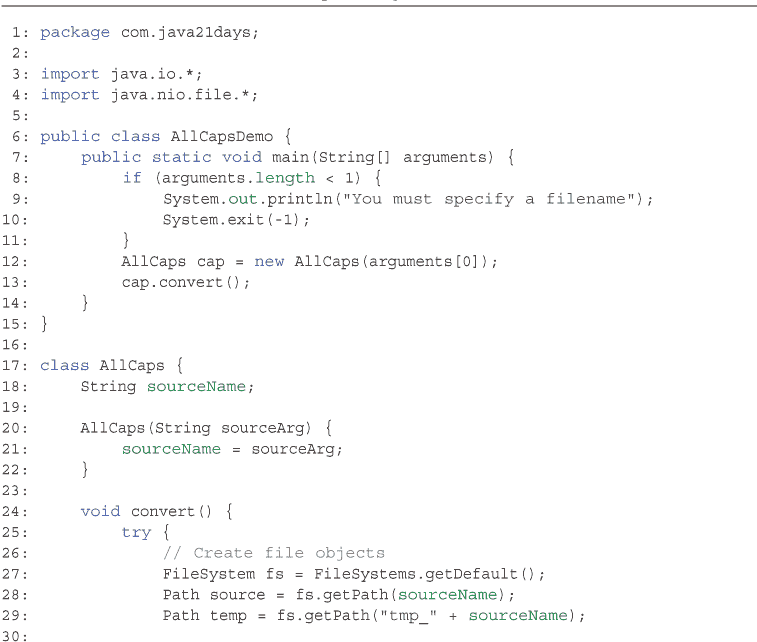 1: package com.java21days;
2:
3: import java.io.*;
4: import java.nio.file.*;
5:
6: public class AllCapsDemo {
7:     public static void main(String[] arguments) {
8:         if (arguments.length < 1) {
9:             System.out.println("You must specify a filename");
10:             System.exit(-1);
11:         }
12:         AllCaps cap = new AllCaps(arguments[0]);
13:         cap.convert();
14:     }
15: }
16:
17: class AllCaps {
18:     String sourceName;
19:
20:     AllCaps(String sourceArg) {
21:         sourceName = sourceArg;
22:     }
23:
24:     void convert() {
25:         try {
26:             // Create file objects
27:             FileSystem fs = FileSystems.getDefault();
28:             Path source = fs.getPath(sourceName);
29:             Path temp = fs.getPath("tmp_" + sourceName);
30: